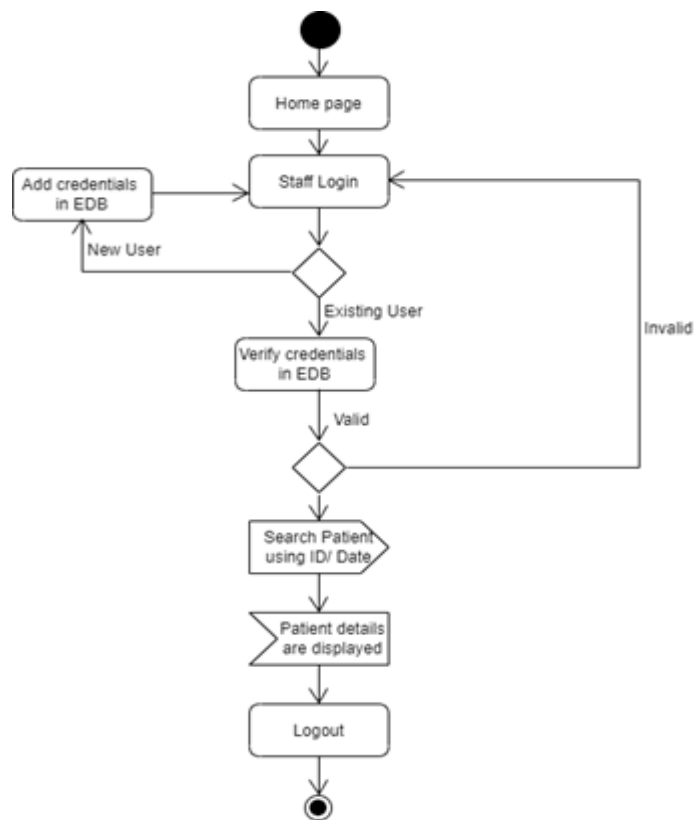 Home page
Staff Login
Add credentials
in EDB
New User
Existing User
Invalid
Verify credentials
in EDB
Valid
Search Patient
using ID/ Date
Patient details
are displayed
Logout